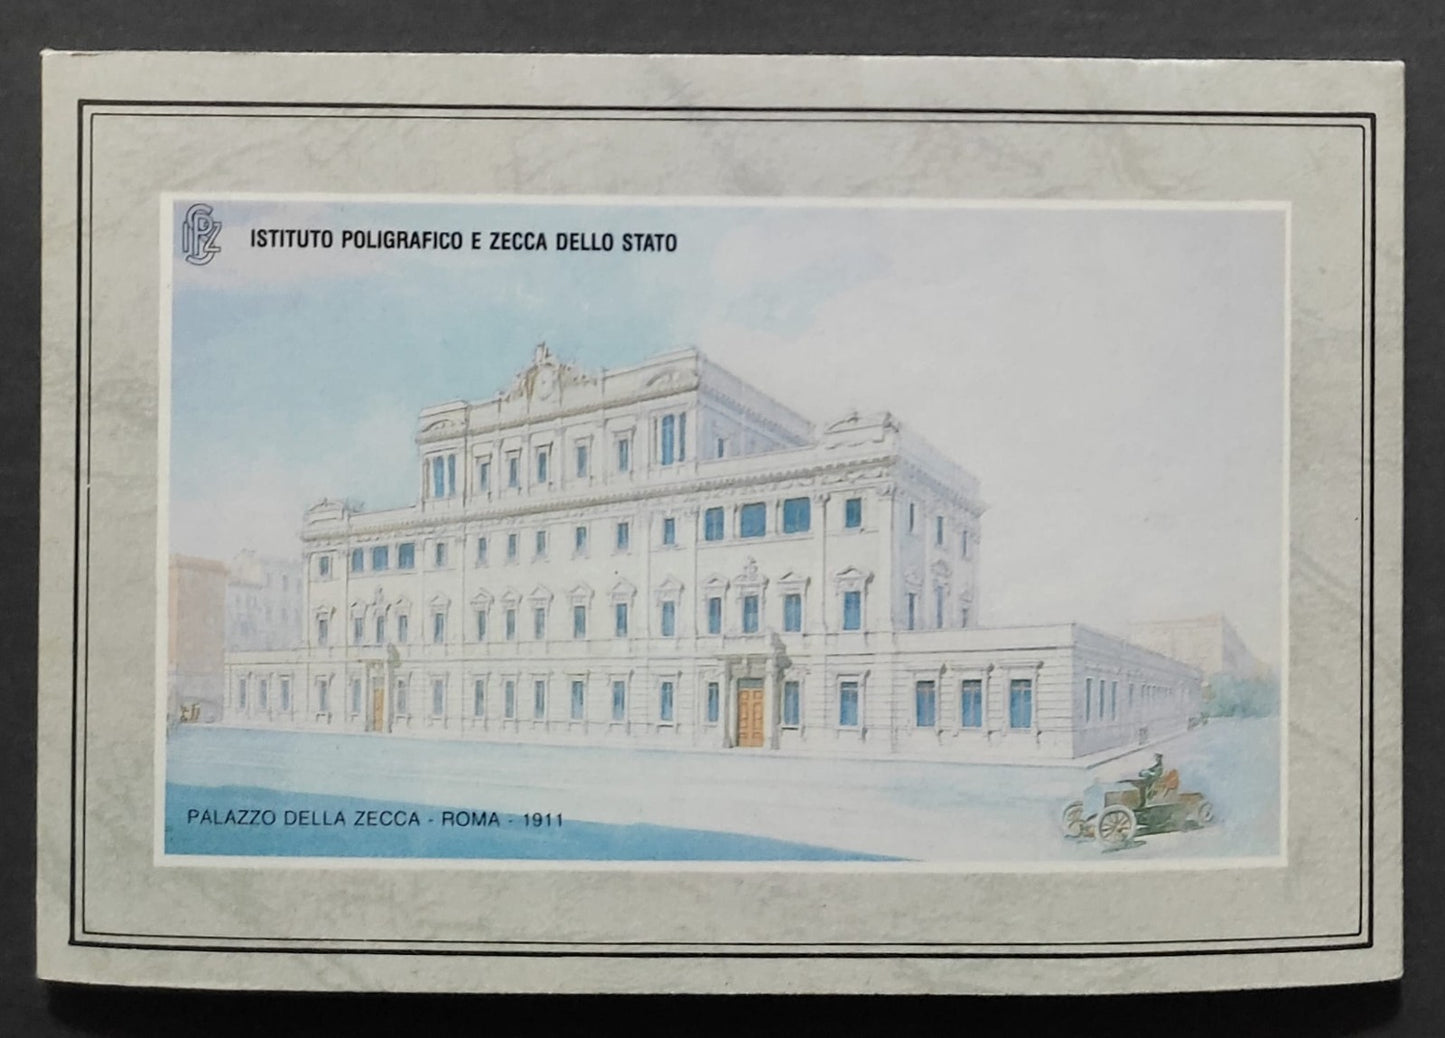 IPZS
ISTITUTO POLIGRAFICO E ZECCA DELLO STATO
PALAZZO DELLA ZECCA - ROMA - 1911